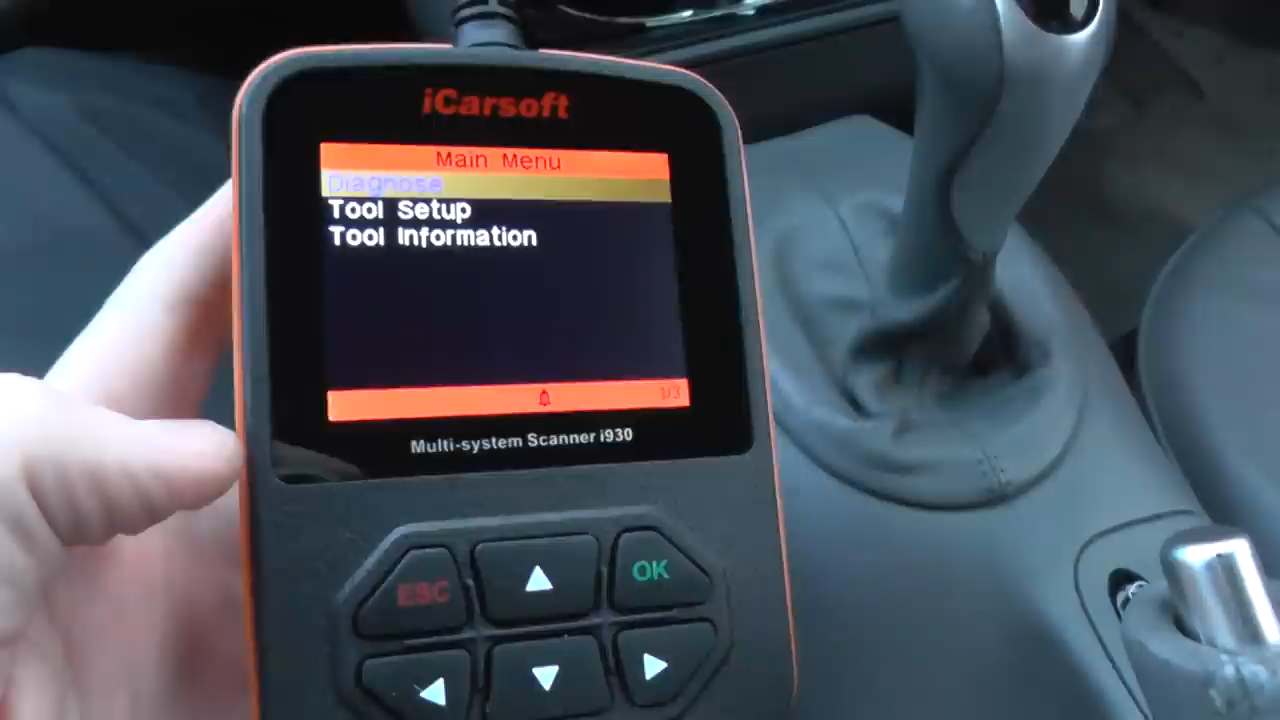 iCarsoft
Main Menu
Diagnose
Tool Setup
Tool Information
1/3
Multi-system Scanner i930
ESC
OK